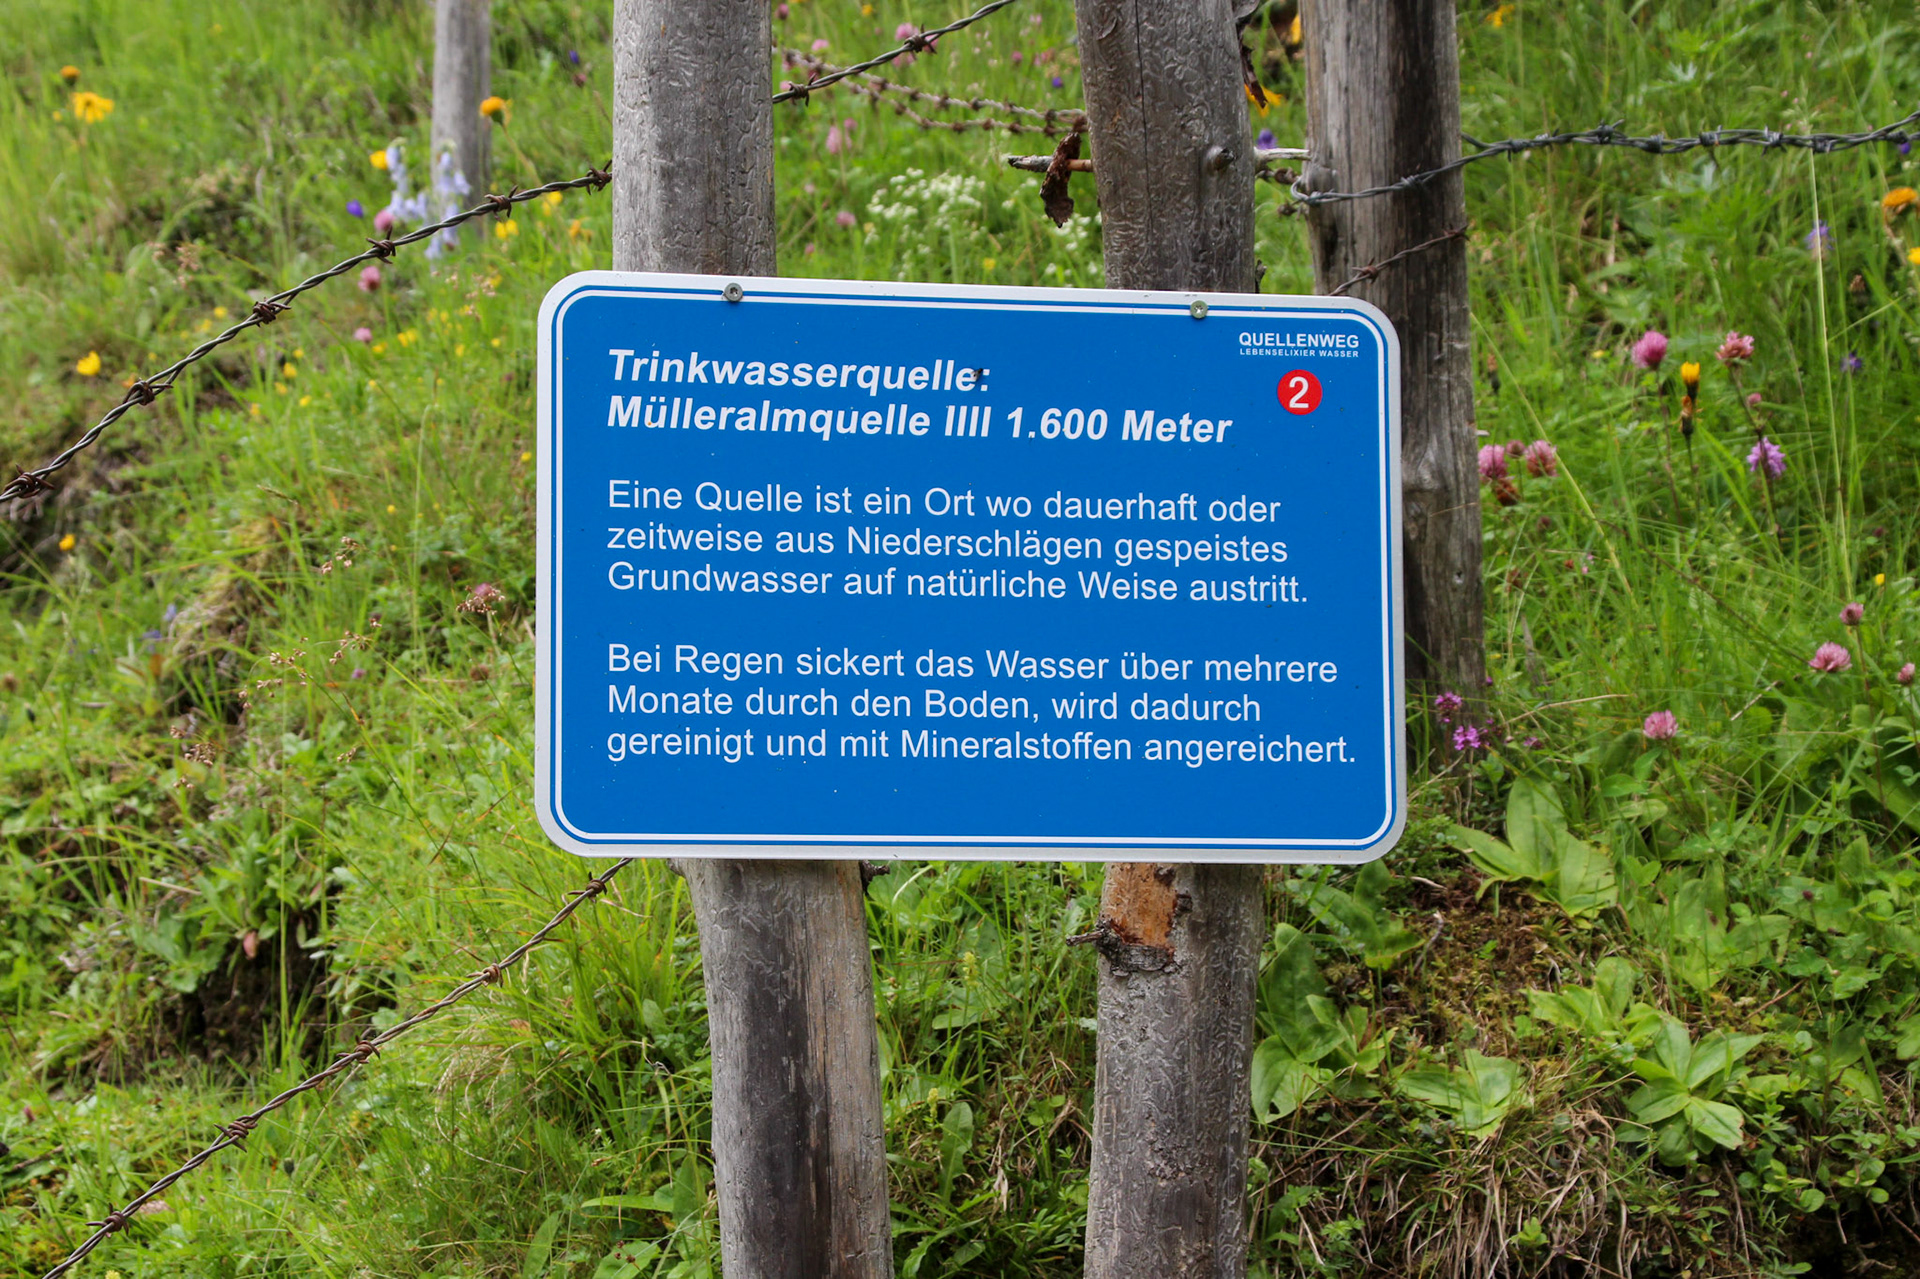 QUELLENWEG
LEBENSELIXIER WASSER
2
Trinkwasserquelle:
Mülleralmquelle IIII 1.600 Meter
Eine Quelle ist ein Ort wo dauerhaft oder
zeitweise aus Niederschlägen gespeistes
Grundwasser auf natürliche Weise austritt.
Bei Regen sickert das Wasser über mehrere
Monate durch den Boden, wird dadurch
gereinigt und mit Mineralstoffen angereichert.